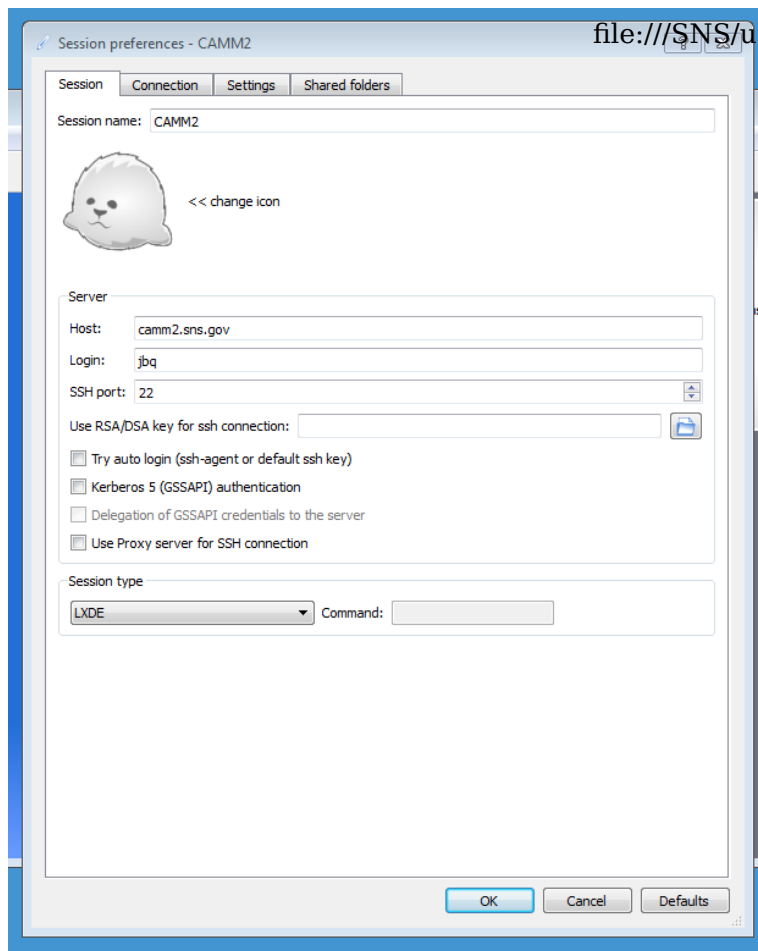 file:///SNS/u
Session preferences - CAMM2
Session Connection Settings Shared folders
Session name: CAMM2
<< change icon
Server
Host: camm2.sns.gov
Login: jbq
SSH port: 22
Use RSA/DSA key for ssh connection:
Try auto login (ssh-agent or default ssh key)
Kerberos 5 (GSSAPI) authentication
Delegation of GSSAPI credentials to the server
Use Proxy server for SSH connection
Session type
LXDE Command:
OK Cancel Defaults